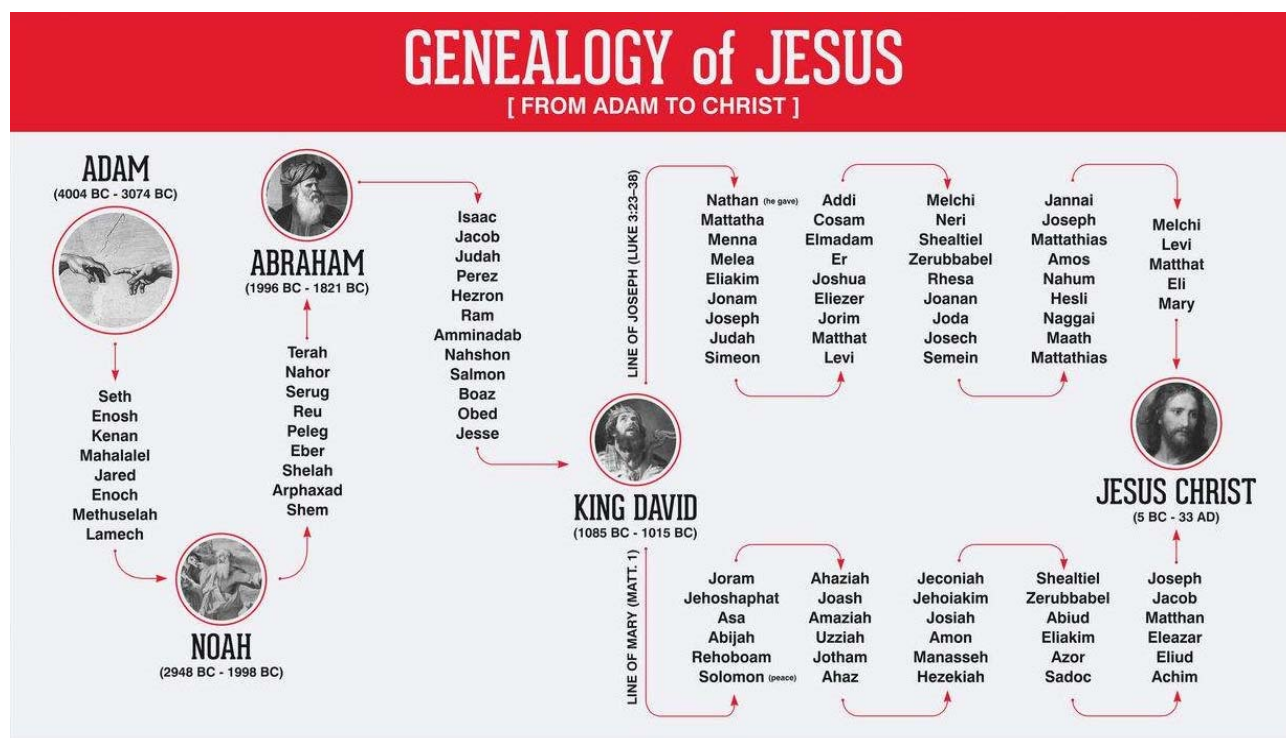 GENEALOGY of JESUS
[ FROM ADAM TO CHRIST ]
ADAM
(4004 BC - 3074 BC)
Seth
Enosh
Kenan
Mahalalel
Jared
Enoch
Methuselah
Lamech
NOAH
(2948 BC - 1998 BC)
ABRAHAM
(1996 BC - 1821 BC)
Terah
Nahor
Serug
Reu
Peleg
Eber
Shelah
Arphaxad
Shem
Isaac
Jacob
Judah
Perez
Hezron
Ram
Amminadab
Nahshon
Salmon
Boaz
Obed
Jesse
KING DAVID
(1085 BC - 1015 BC)
LINE OF JOSEPH (LUKE 3:23–38)
Nathan (he gave)
Mattatha
Menna
Melea
Eliakim
Jonam
Joseph
Judah
Simeon
Addi
Cosam
Elmadam
Er
Joshua
Eliezer
Jorim
Matthat
Levi
Melchi
Neri
Shealtiel
Zerubbabel
Rhesa
Joanan
Joda
Josech
Semein
Jannai
Joseph
Mattathias
Amos
Nahum
Hesli
Naggai
Maath
Mattathias
Melchi
Levi
Matthat
Eli
Mary
LINE OF MARY (MATT. 1)
Joram
Jehoshaphat
Asa
Abijah
Rehoboam
Solomon (peace)
Ahaziah
Joash
Amaziah
Uzziah
Jotham
Ahaz
Jeconiah
Jehoiakim
Josiah
Amon
Manasseh
Hezekiah
Shealtiel
Zerubbabel
Abiud
Eliakim
Azor
Sadoc
Joseph
Jacob
Matthan
Eleazar
Eliud
Achim
JESUS CHRIST
(5 BC - 33 AD)